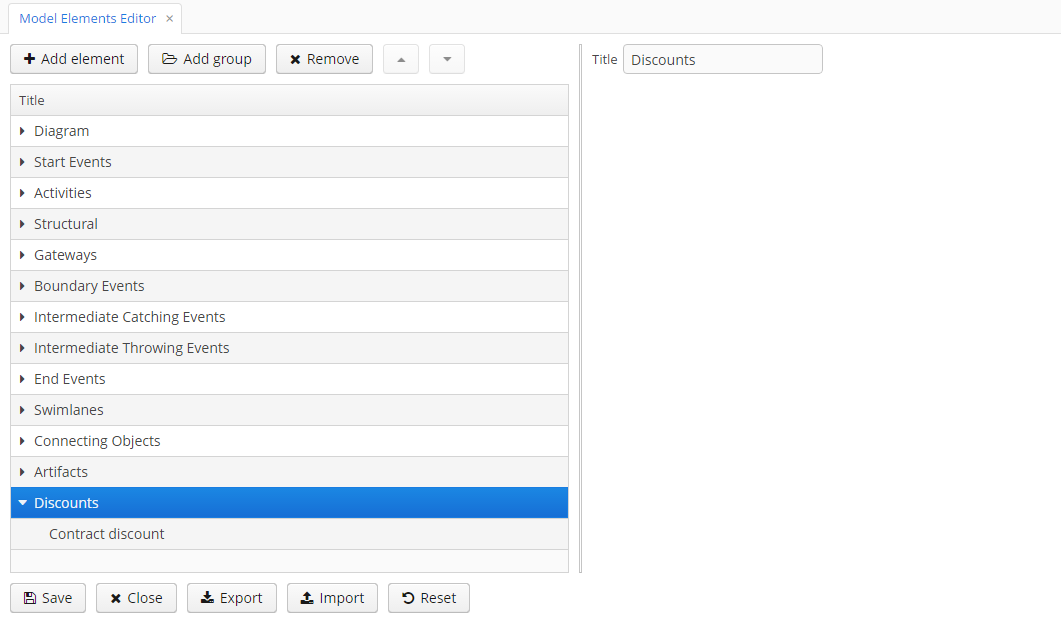 Model Elements Editor ×
Add element Add group Remove
Title Discounts
Title
Diagram
Start Events
Activities
Structural
Gateways
Boundary Events
Intermediate Catching Events
Intermediate Throwing Events
End Events
Swimlanes
Connecting Objects
Artifacts
Discounts
Contract discount
Save Close Export Import Reset